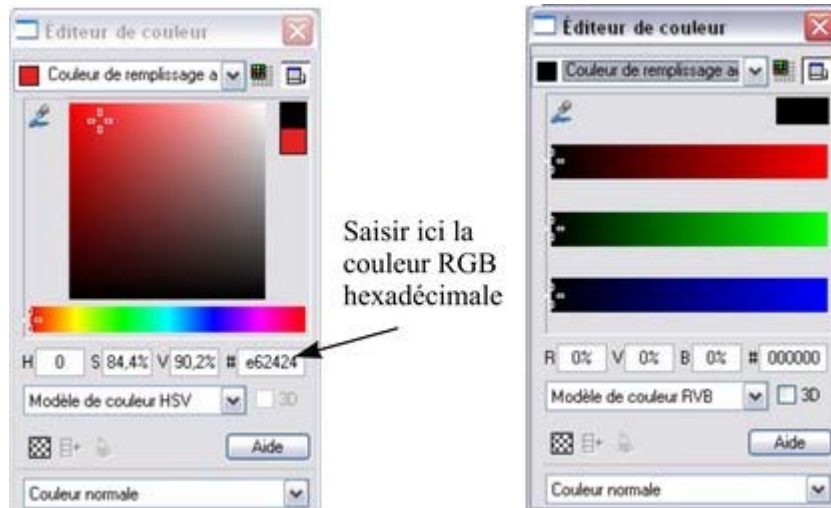 Éditeur de couleur
Couleur de remplissage a
Saisir ici la
couleur RGB
hexadécimale
H 0 S 84,4% V 90,2% # e62424
Modèle de couleur HSV
3D
Aide
Couleur normale
Éditeur de couleur
Couleur de remplissage a
R 0% V 0% B 0% # 000000
Modèle de couleur RVB
3D
Aide
Couleur normale